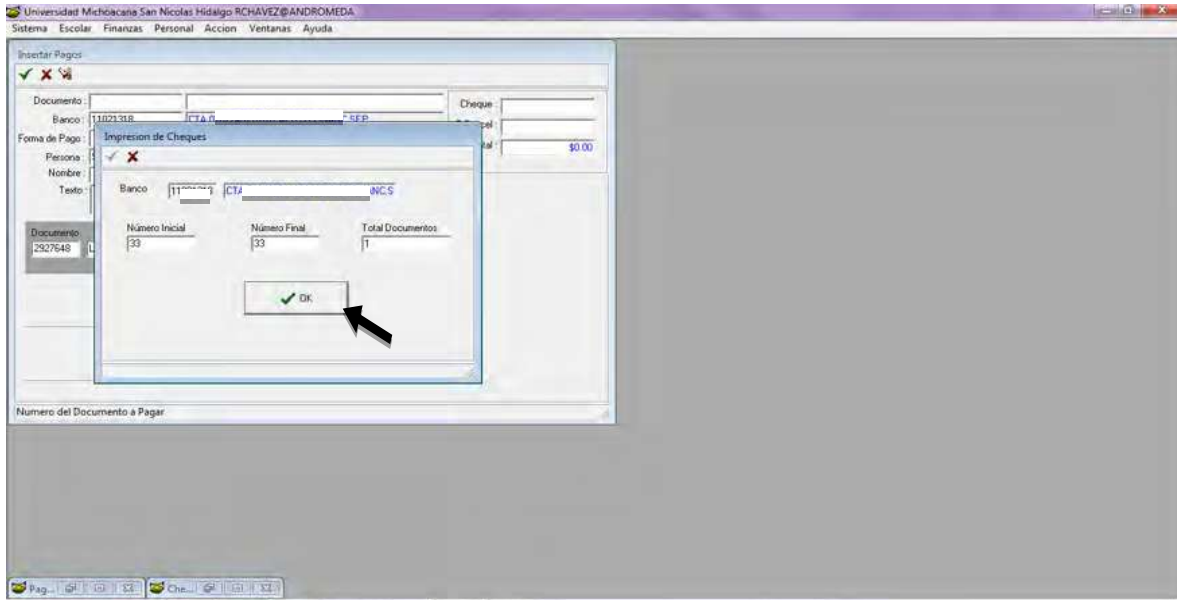 Universidad Michoacana San Nicolas Hidalgo RCHAVEZ@ANDROMEDA
Sistema Escolar Finanzas Personal Accion Ventanas Ayuda
Insertar Pagos
Documento :
Cheque :
Banco : 11021318 CTA
Forma de Pago :
$0.00
Persona :
Nombre :
Texto :
Impresion de Cheques
Banco CTA
Número Inicial Número Final Total Documentos
33 33 1
OK
Documento
2927648
Numero del Documento a Pagar
Pag... Che...